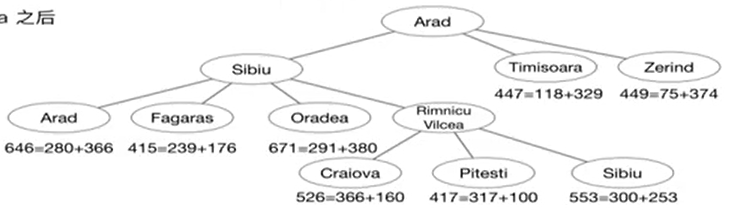 a 之后
Arad
Sibiu
Timisoara
Zerind
447=118+329
449=75+374
Arad
Fagaras
Oradea
Rimnicu
Vilcea
646=280+366
415=239+176
671=291+380
Craiova
Pitesti
Sibiu
526=366+160
417=317+100
553=300+253